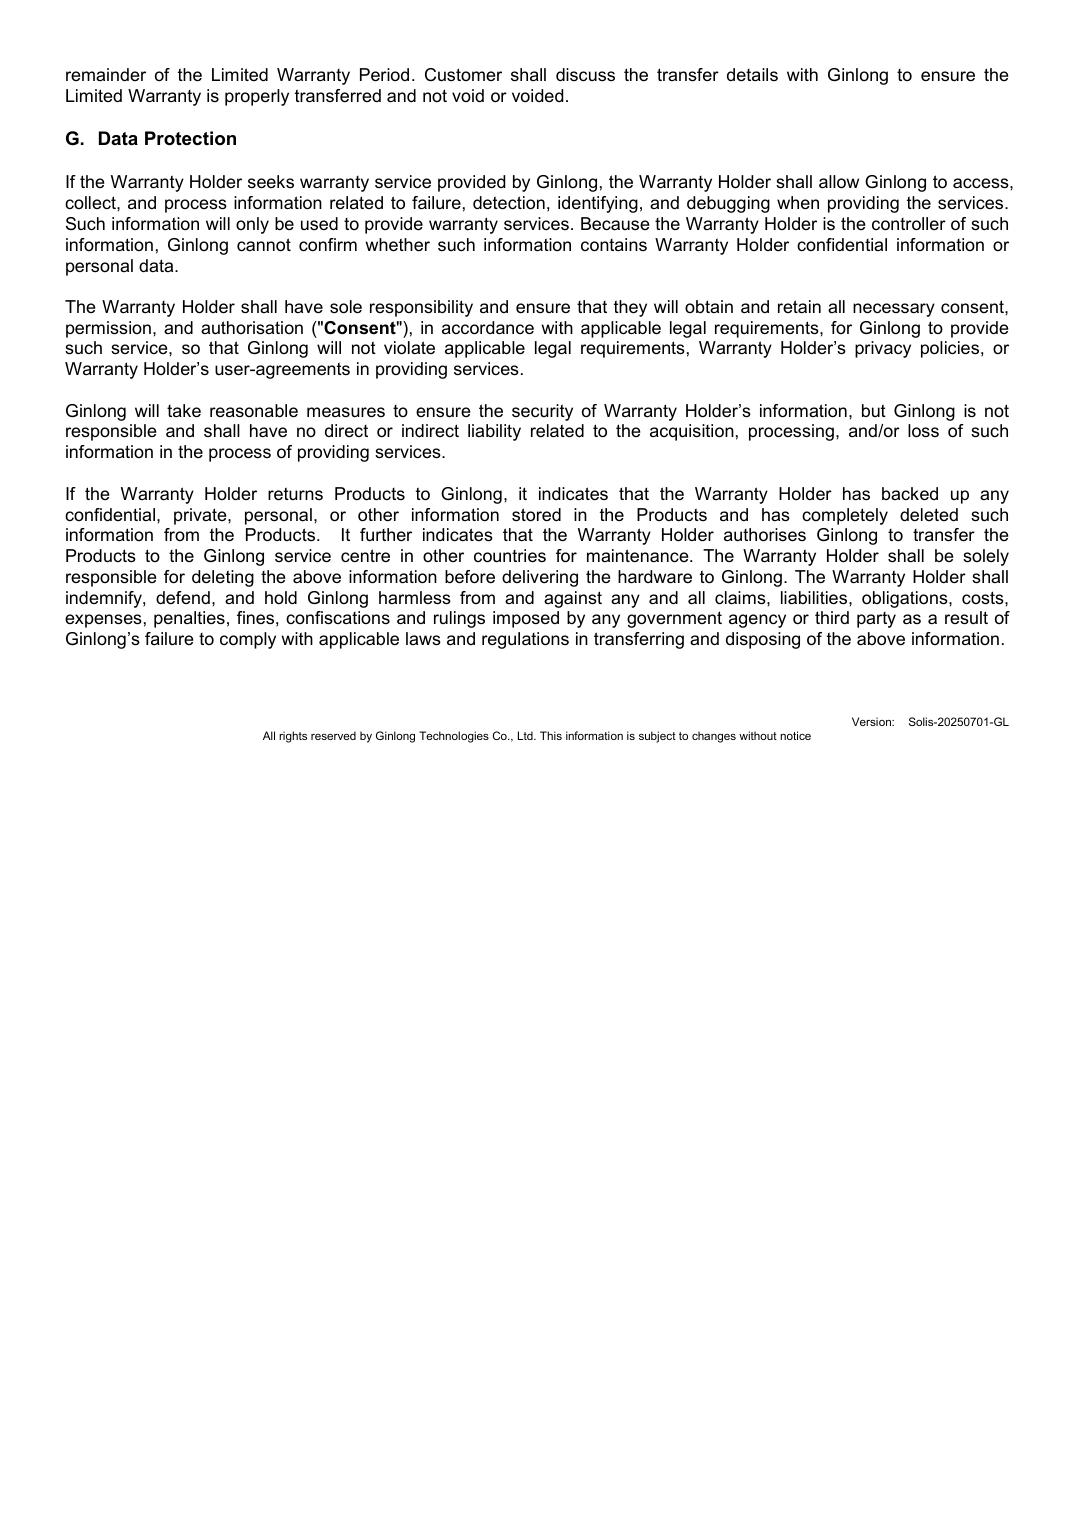 remainder of the Limited Warranty Period. Customer shall discuss the transfer details with Ginlong to ensure the
Limited Warranty is properly transferred and not void or voided.
G. Data Protection
If the Warranty Holder seeks warranty service provided by Ginlong, the Warranty Holder shall allow Ginlong to access,
collect, and process information related to failure, detection, identifying, and debugging when providing the services.
Such information will only be used to provide warranty services. Because the Warranty Holder is the controller of such
information, Ginlong cannot confirm whether such information contains Warranty Holder confidential information or
personal data.
The Warranty Holder shall have sole responsibility and ensure that they will obtain and retain all necessary consent,
permission, and authorisation ("Consent"), in accordance with applicable legal requirements, for Ginlong to provide
such service, so that Ginlong will not violate applicable legal requirements, Warranty Holder’s privacy policies, or
Warranty Holder’s user-agreements in providing services.
Ginlong will take reasonable measures to ensure the security of Warranty Holder’s information, but Ginlong is not
responsible and shall have no direct or indirect liability related to the acquisition, processing, and/or loss of such
information in the process of providing services.
If the Warranty Holder returns Products to Ginlong, it indicates that the Warranty Holder has backed up any
confidential, private, personal, or other information stored in the Products and has completely deleted such
information from the Products. It further indicates that the Warranty Holder authorises Ginlong to transfer the
Products to the Ginlong service centre in other countries for maintenance. The Warranty Holder shall be solely
responsible for deleting the above information before delivering the hardware to Ginlong. The Warranty Holder shall
indemnify, defend, and hold Ginlong harmless from and against any and all claims, liabilities, obligations, costs,
expenses, penalties, fines, confiscations and rulings imposed by any government agency or third party as a result of
Ginlong’s failure to comply with applicable laws and regulations in transferring and disposing of the above information.
Version: Solis-20250701-GL
All rights reserved by Ginlong Technologies Co., Ltd. This information is subject to changes without notice